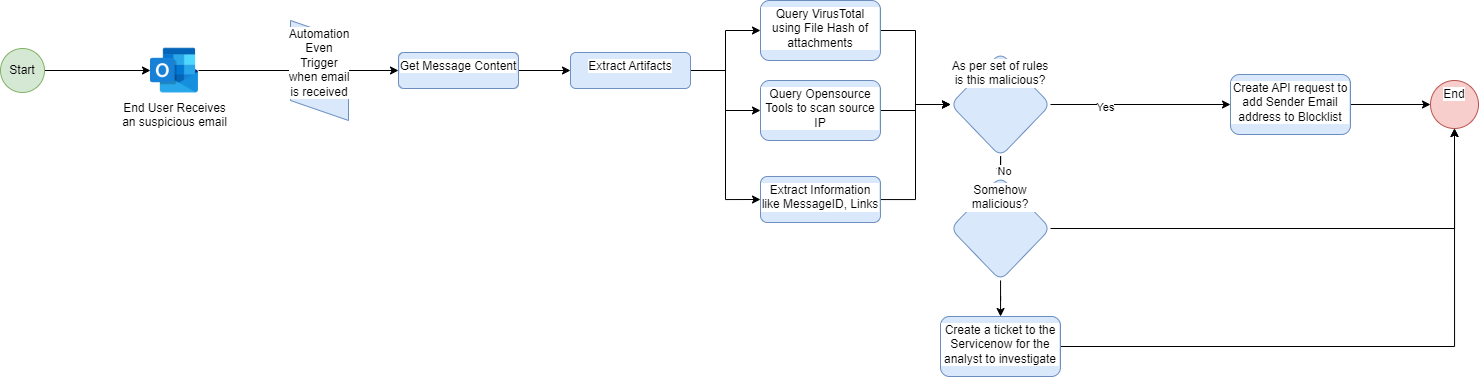 Start
O
End User Receives
an suspicious email
Automation
Even
Trigger
when email
is received
Get Message Content
Extract Artifacts
Query VirusTotal
using File Hash of
attachments
Query Opensource
Tools to scan source
IP
Extract Information
like MessageID, Links
As per set of rules
is this malicious?
Yes
No
Somehow
malicious?
Create a ticket to the
Servicenow for the
analyst to investigate
Create API request to
add Sender Email
address to Blocklist
End